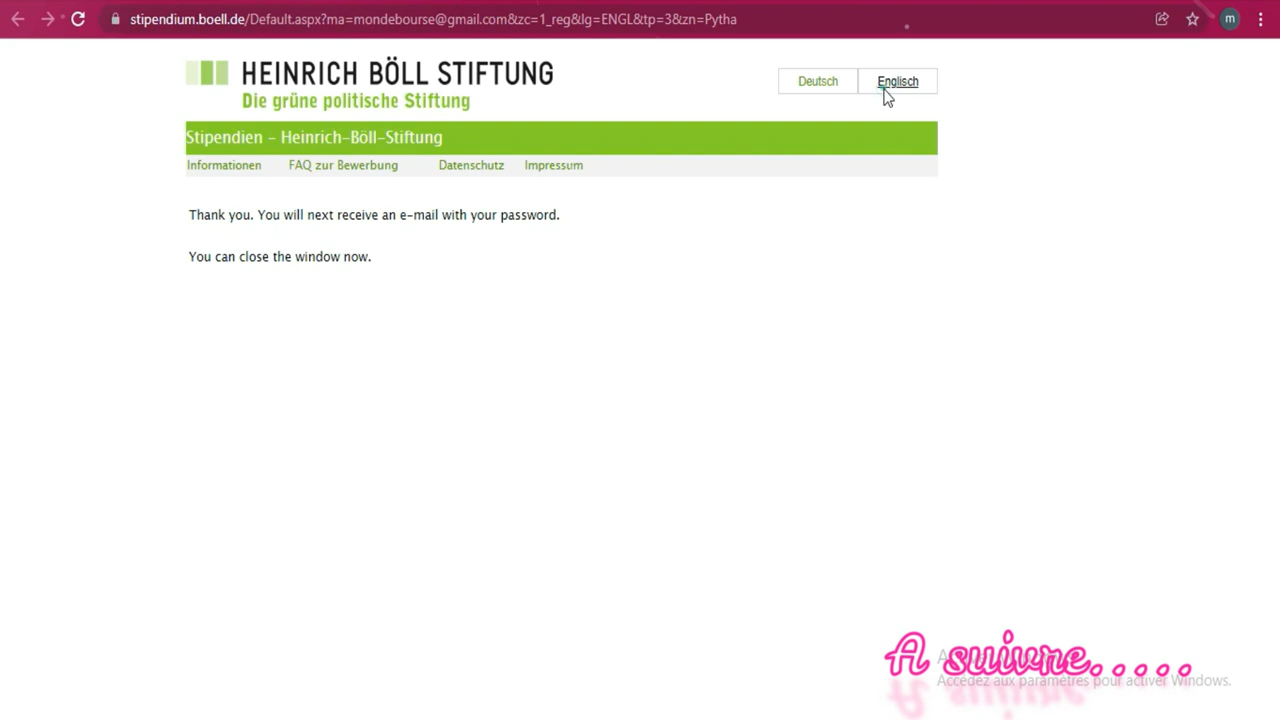 stipendium.boell.de/Default.aspx?ma=mondebourse@gmail.com&zc=1_reg&lg=ENGL&tp=3&zn=Pytha
m
HEINRICH BÖLL STIFTUNG
Die grüne politische Stiftung
Deutsch Englisch
Stipendien - Heinrich-Böll-Stiftung
Informationen FAQ zur Bewerbung Datenschutz Impressum
Thank you. You will next receive an e-mail with your password.
You can close the window now.
A suivre.....
Accédez aux paramètres pour activer Windows.